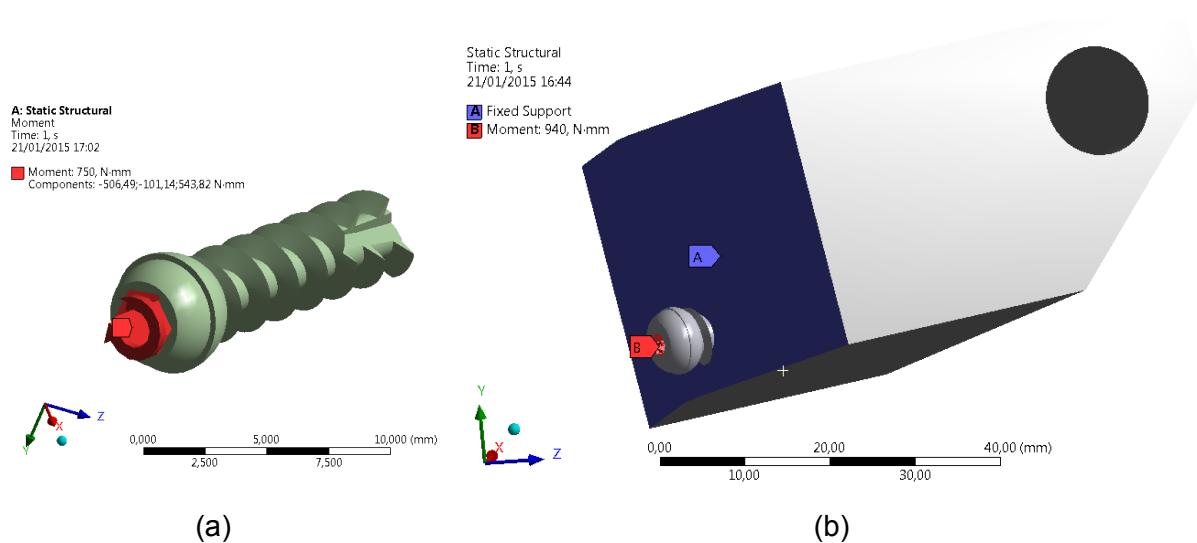 A: Static Structural
Moment
Time: 1, s
21/01/2015 17:02
Moment: 750, N·mm
Components: -506,49;-101,14;543,82 N·mm
Y
X
Z
0,000
5,000
10,000 (mm)
2,500
7,500
(a)
Static Structural
Time: 1, s
21/01/2015 16:44
A Fixed Support
B Moment: 940, N·mm
A
B
Y
X
Z
0,00
20,00
40,00 (mm)
10,00
30,00
(b)